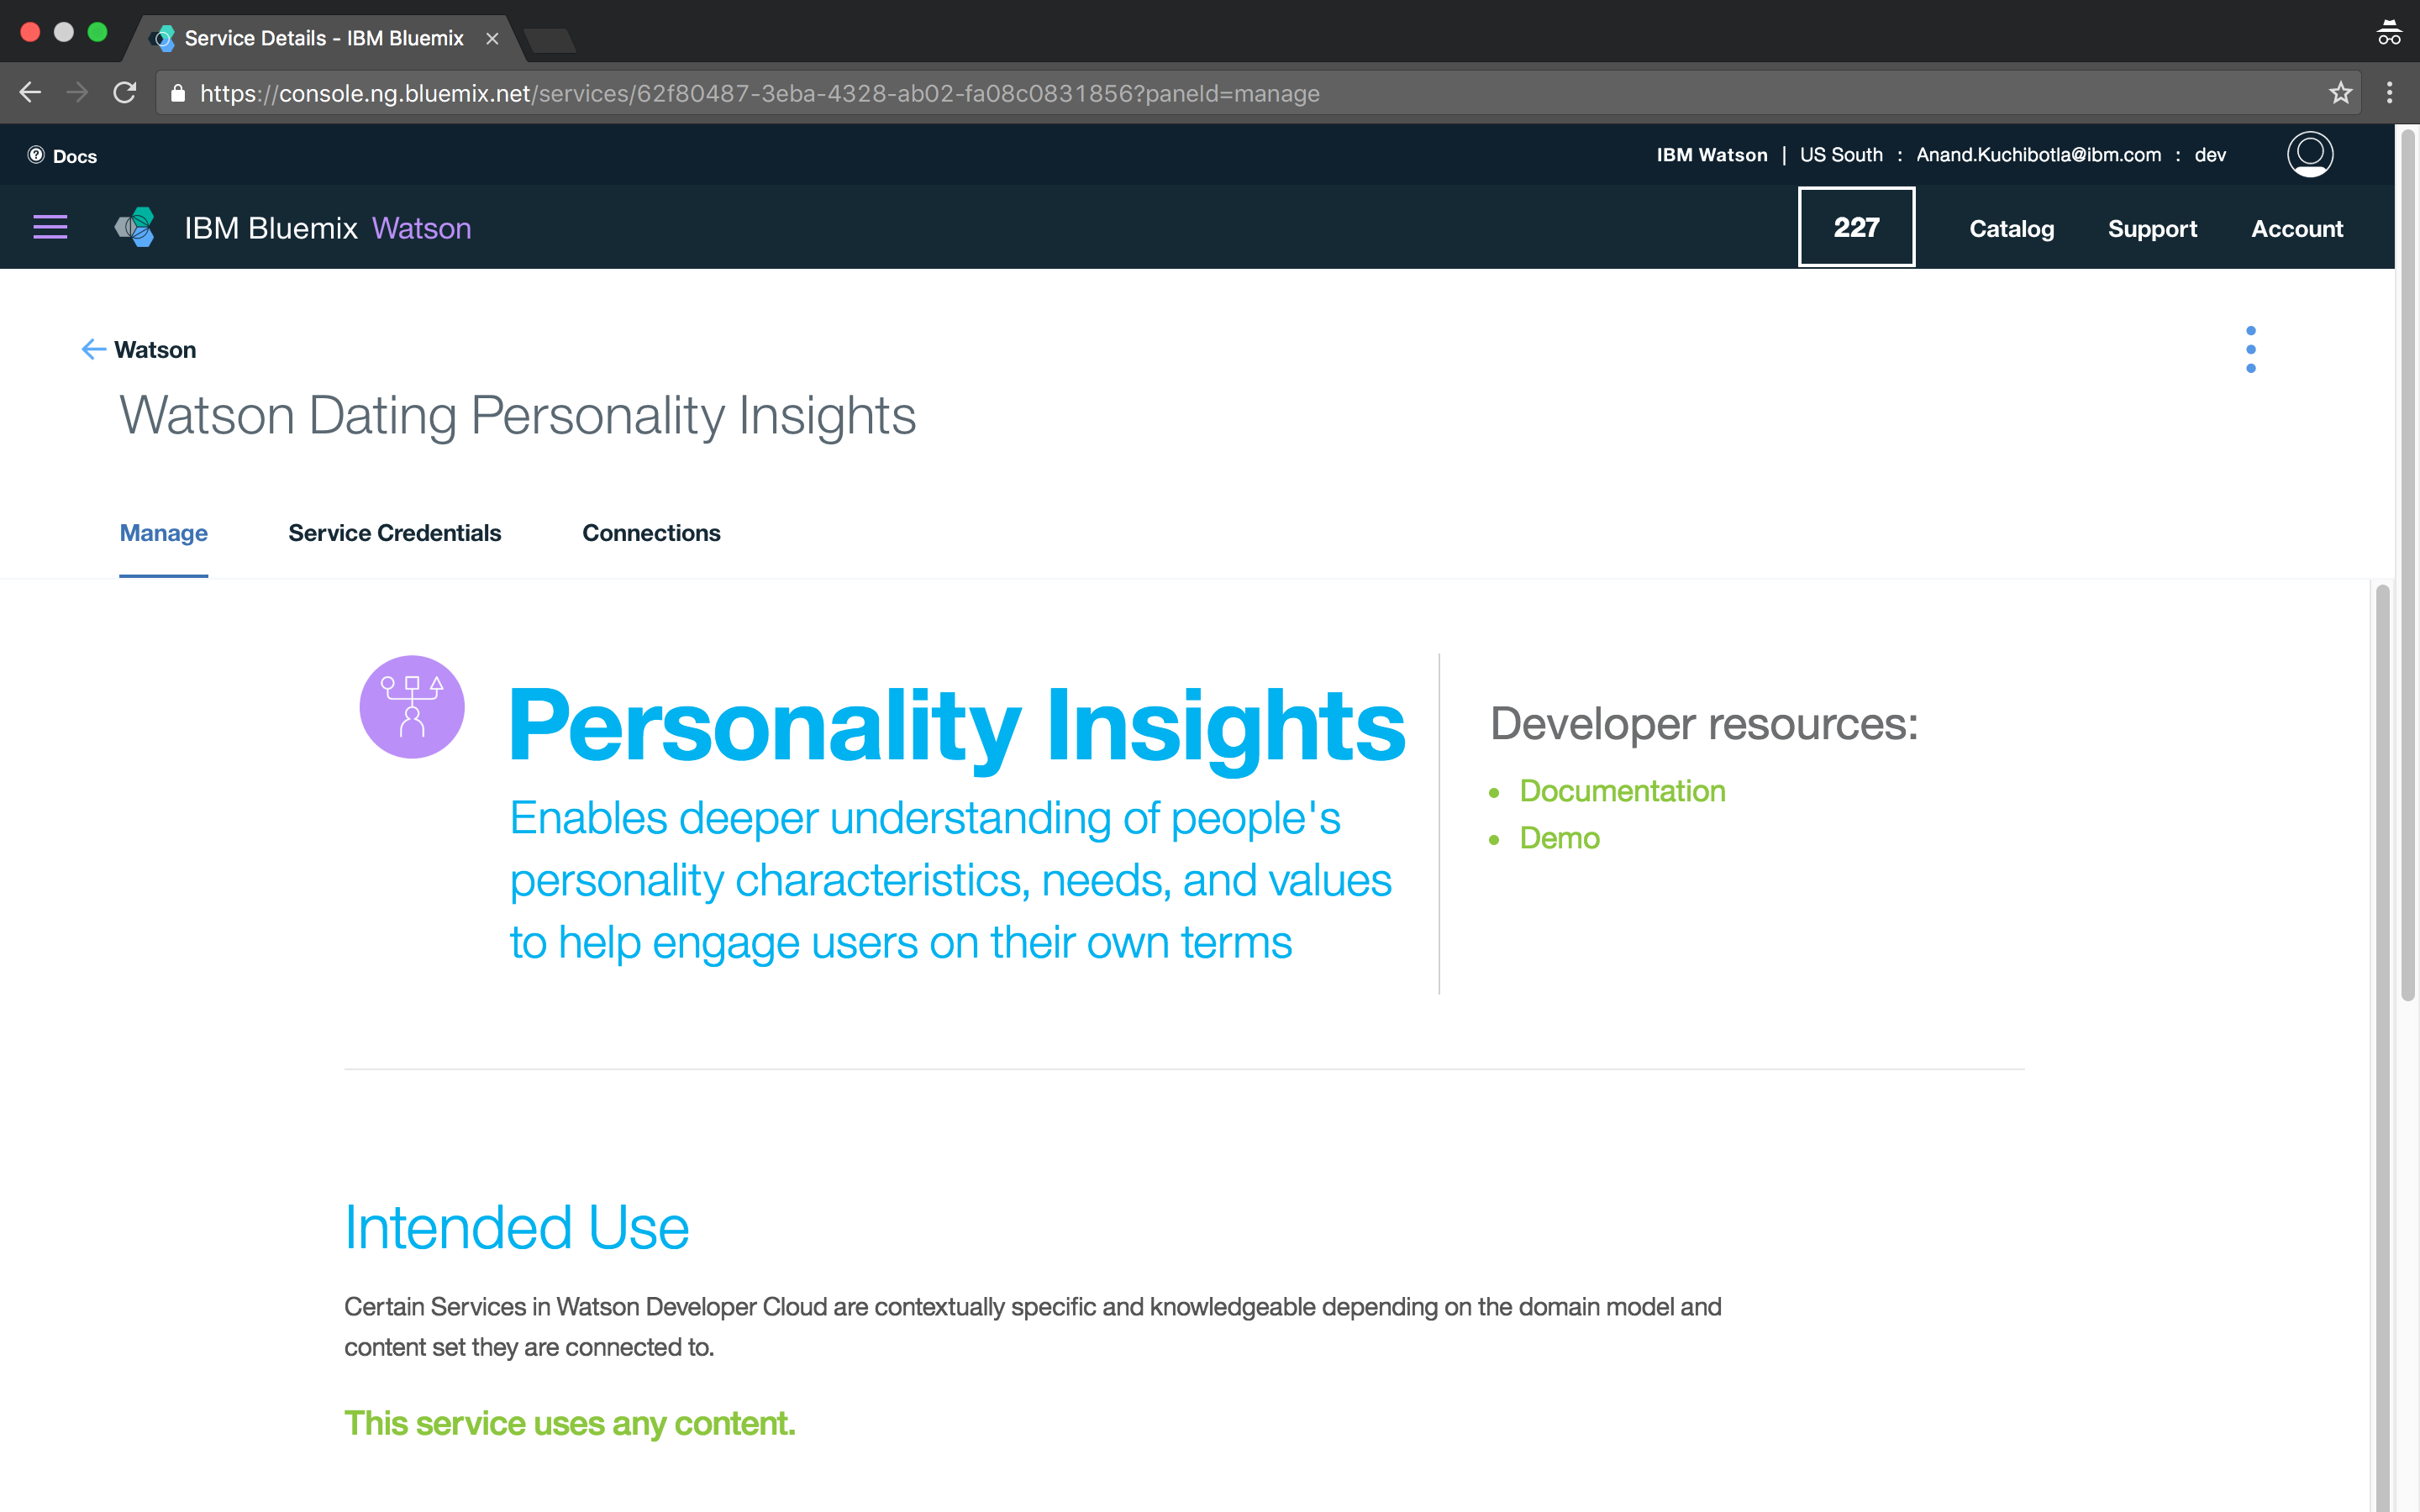 Service Details - IBM Bluemix
https://console.ng.bluemix.net/services/62f80487-3eba-4328-ab02-fa08c0831856?paneId=manage
Docs
IBM Watson | US South : Anand.Kuchibotla@ibm.com : dev
IBM Bluemix Watson
227 Catalog Support Account
Watson
Watson Dating Personality Insights
Manage Service Credentials Connections
Personality Insights
Enables deeper understanding of people's
personality characteristics, needs, and values
to help engage users on their own terms
Developer resources:
Documentation
Demo
Intended Use
Certain Services in Watson Developer Cloud are contextually specific and knowledgeable depending on the domain model and
content set they are connected to.
This service uses any content.